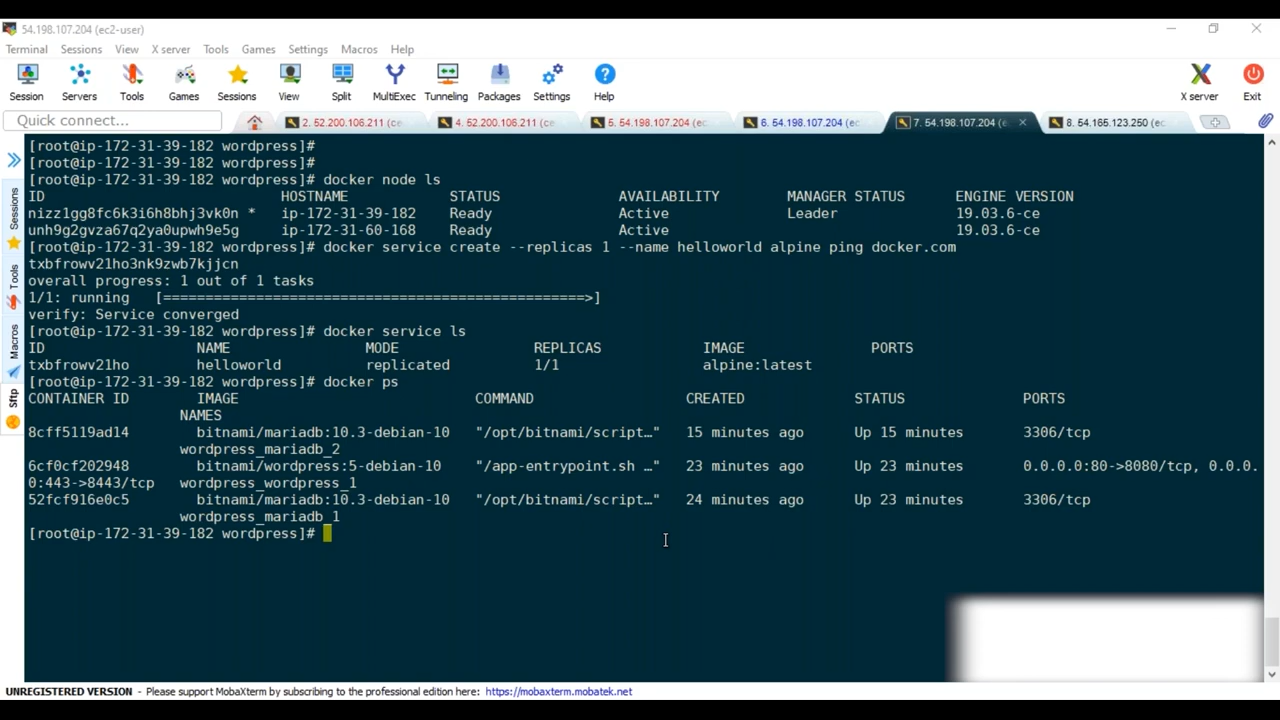 54.198.107.204 (ec2-user)
Terminal Sessions View X server Tools Games Settings Macros Help
Session Servers Tools Games Sessions View Split MultiExec Tunneling Packages Settings Help X server Exit
Quick connect... 2. 52.200.106.211 (ce 4. 52.200.106.211 (ce 5. 54.198.107.204 (ce 6. 54.198.107.204 (ec 7. 54.198.107.204 (e 8. 54.165.123.250 (ec
Sessions
Tools
Macros
Sftp
[root@ip-172-31-39-182 wordpress]#
[root@ip-172-31-39-182 wordpress]#
[root@ip-172-31-39-182 wordpress]# docker node ls
ID HOSTNAME STATUS AVAILABILITY MANAGER STATUS ENGINE VERSION
nizz1gg8fc6k3i6h8bhj3vk0n * ip-172-31-39-182 Ready Active Leader 19.03.6-ce
unh9g2gvza67q2ya0upwh9e5g ip-172-31-60-168 Ready Active 19.03.6-ce
[root@ip-172-31-39-182 wordpress]# docker service create --replicas 1 --name helloworld alpine ping docker.com
txbfrowv21ho3nk9zwb7kjjcn
overall progress: 1 out of 1 tasks
1/1: running [==================================================>]
verify: Service converged
[root@ip-172-31-39-182 wordpress]# docker service ls
ID NAME MODE REPLICAS IMAGE PORTS
txbfrowv21ho helloworld replicated 1/1 alpine:latest
[root@ip-172-31-39-182 wordpress]# docker ps
CONTAINER ID IMAGE COMMAND CREATED STATUS PORTS
NAMES
8cff5119ad14 bitnami/mariadb:10.3-debian-10 "/opt/bitnami/script…" 15 minutes ago Up 15 minutes 3306/tcp
wordpress_mariadb_2
6cf0cf202948 bitnami/wordpress:5-debian-10 "/app-entrypoint.sh …" 23 minutes ago Up 23 minutes 0.0.0.0:80->8080/tcp, 0.0.0.
0:443->8443/tcp wordpress_wordpress_1
52fcf916e0c5 bitnami/mariadb:10.3-debian-10 "/opt/bitnami/script…" 24 minutes ago Up 23 minutes 3306/tcp
wordpress_mariadb_1
[root@ip-172-31-39-182 wordpress]#
UNREGISTERED VERSION - Please support MobaXterm by subscribing to the professional edition here: https://mobaxterm.mobatek.net